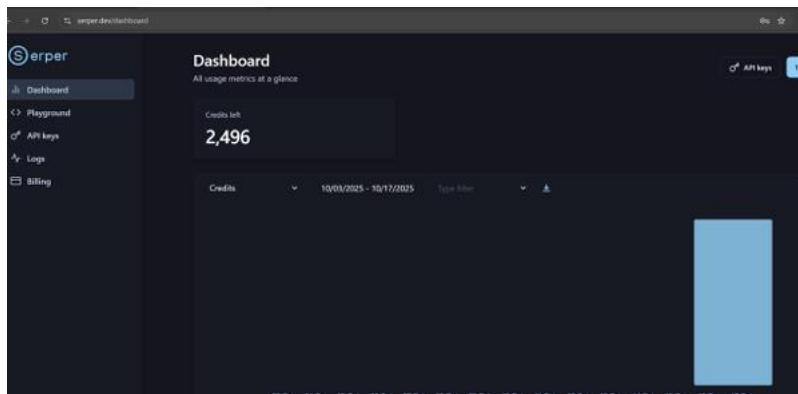 serper.dev/dashboard
Serper
Dashboard
Playground
API keys
Logs
Billing
Dashboard
All usage metrics at a glance
API keys
Credits left
2,496
Credits
10/03/2025 - 10/17/2025
Type filter